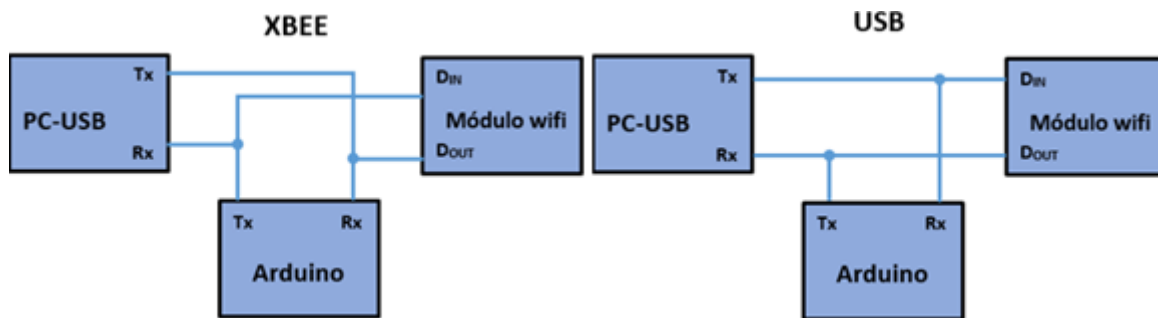 XBEE
Tx
PC-USB
Rx
DIN
Módulo wifi
DOUT
Tx Rx
Arduino
USB
Tx
PC-USB
Rx
DIN
Módulo wifi
DOUT
Tx Rx
Arduino